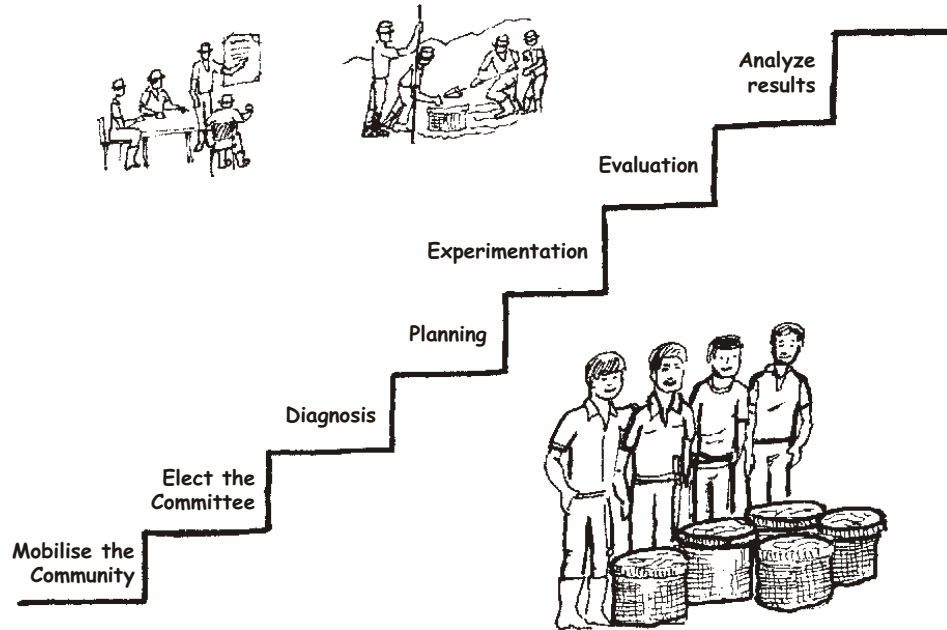 Analyze
results
Evaluation
Experimentation
Planning
Diagnosis
Elect the
Committee
Mobilise the
Community